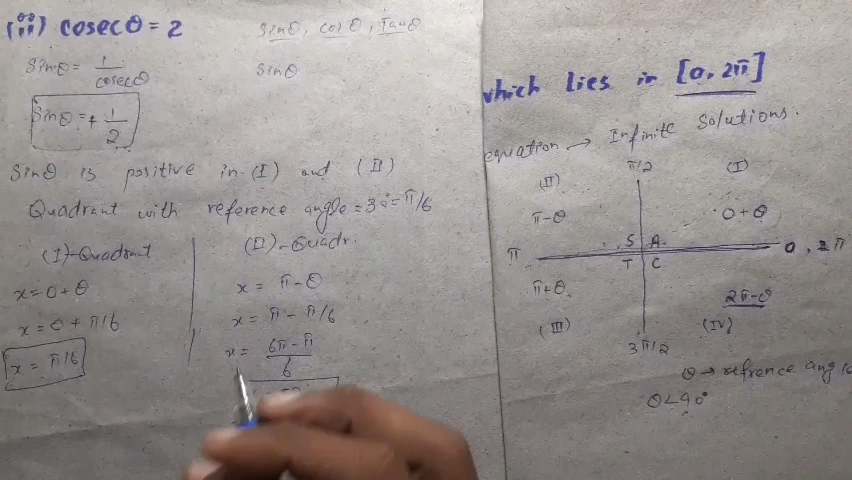 (iii) cosecθ = 2
sinθ, cosθ, Tanθ
Sinθ = 1/cosecθ
sinθ
Sinθ = + 1/2
Sinθ is positive in (I) and (II)
Quadrant with reference angle = 30° = π/6
(I)-Quadrant
x = 0 + θ
x = 0 + π/6
x = π/6
(II)-Quadr.
x = π - θ
x = π - π/6
x = 6π - π / 6
which lies in [0, 2π]
equation → Infinite Solutions.
π/2
(II) (I)
π-θ 0+θ
S A
π 0, 2π
T C
π+θ 2π-θ
(III) (IV)
3π/2
θ → refrence angle
θ<90°